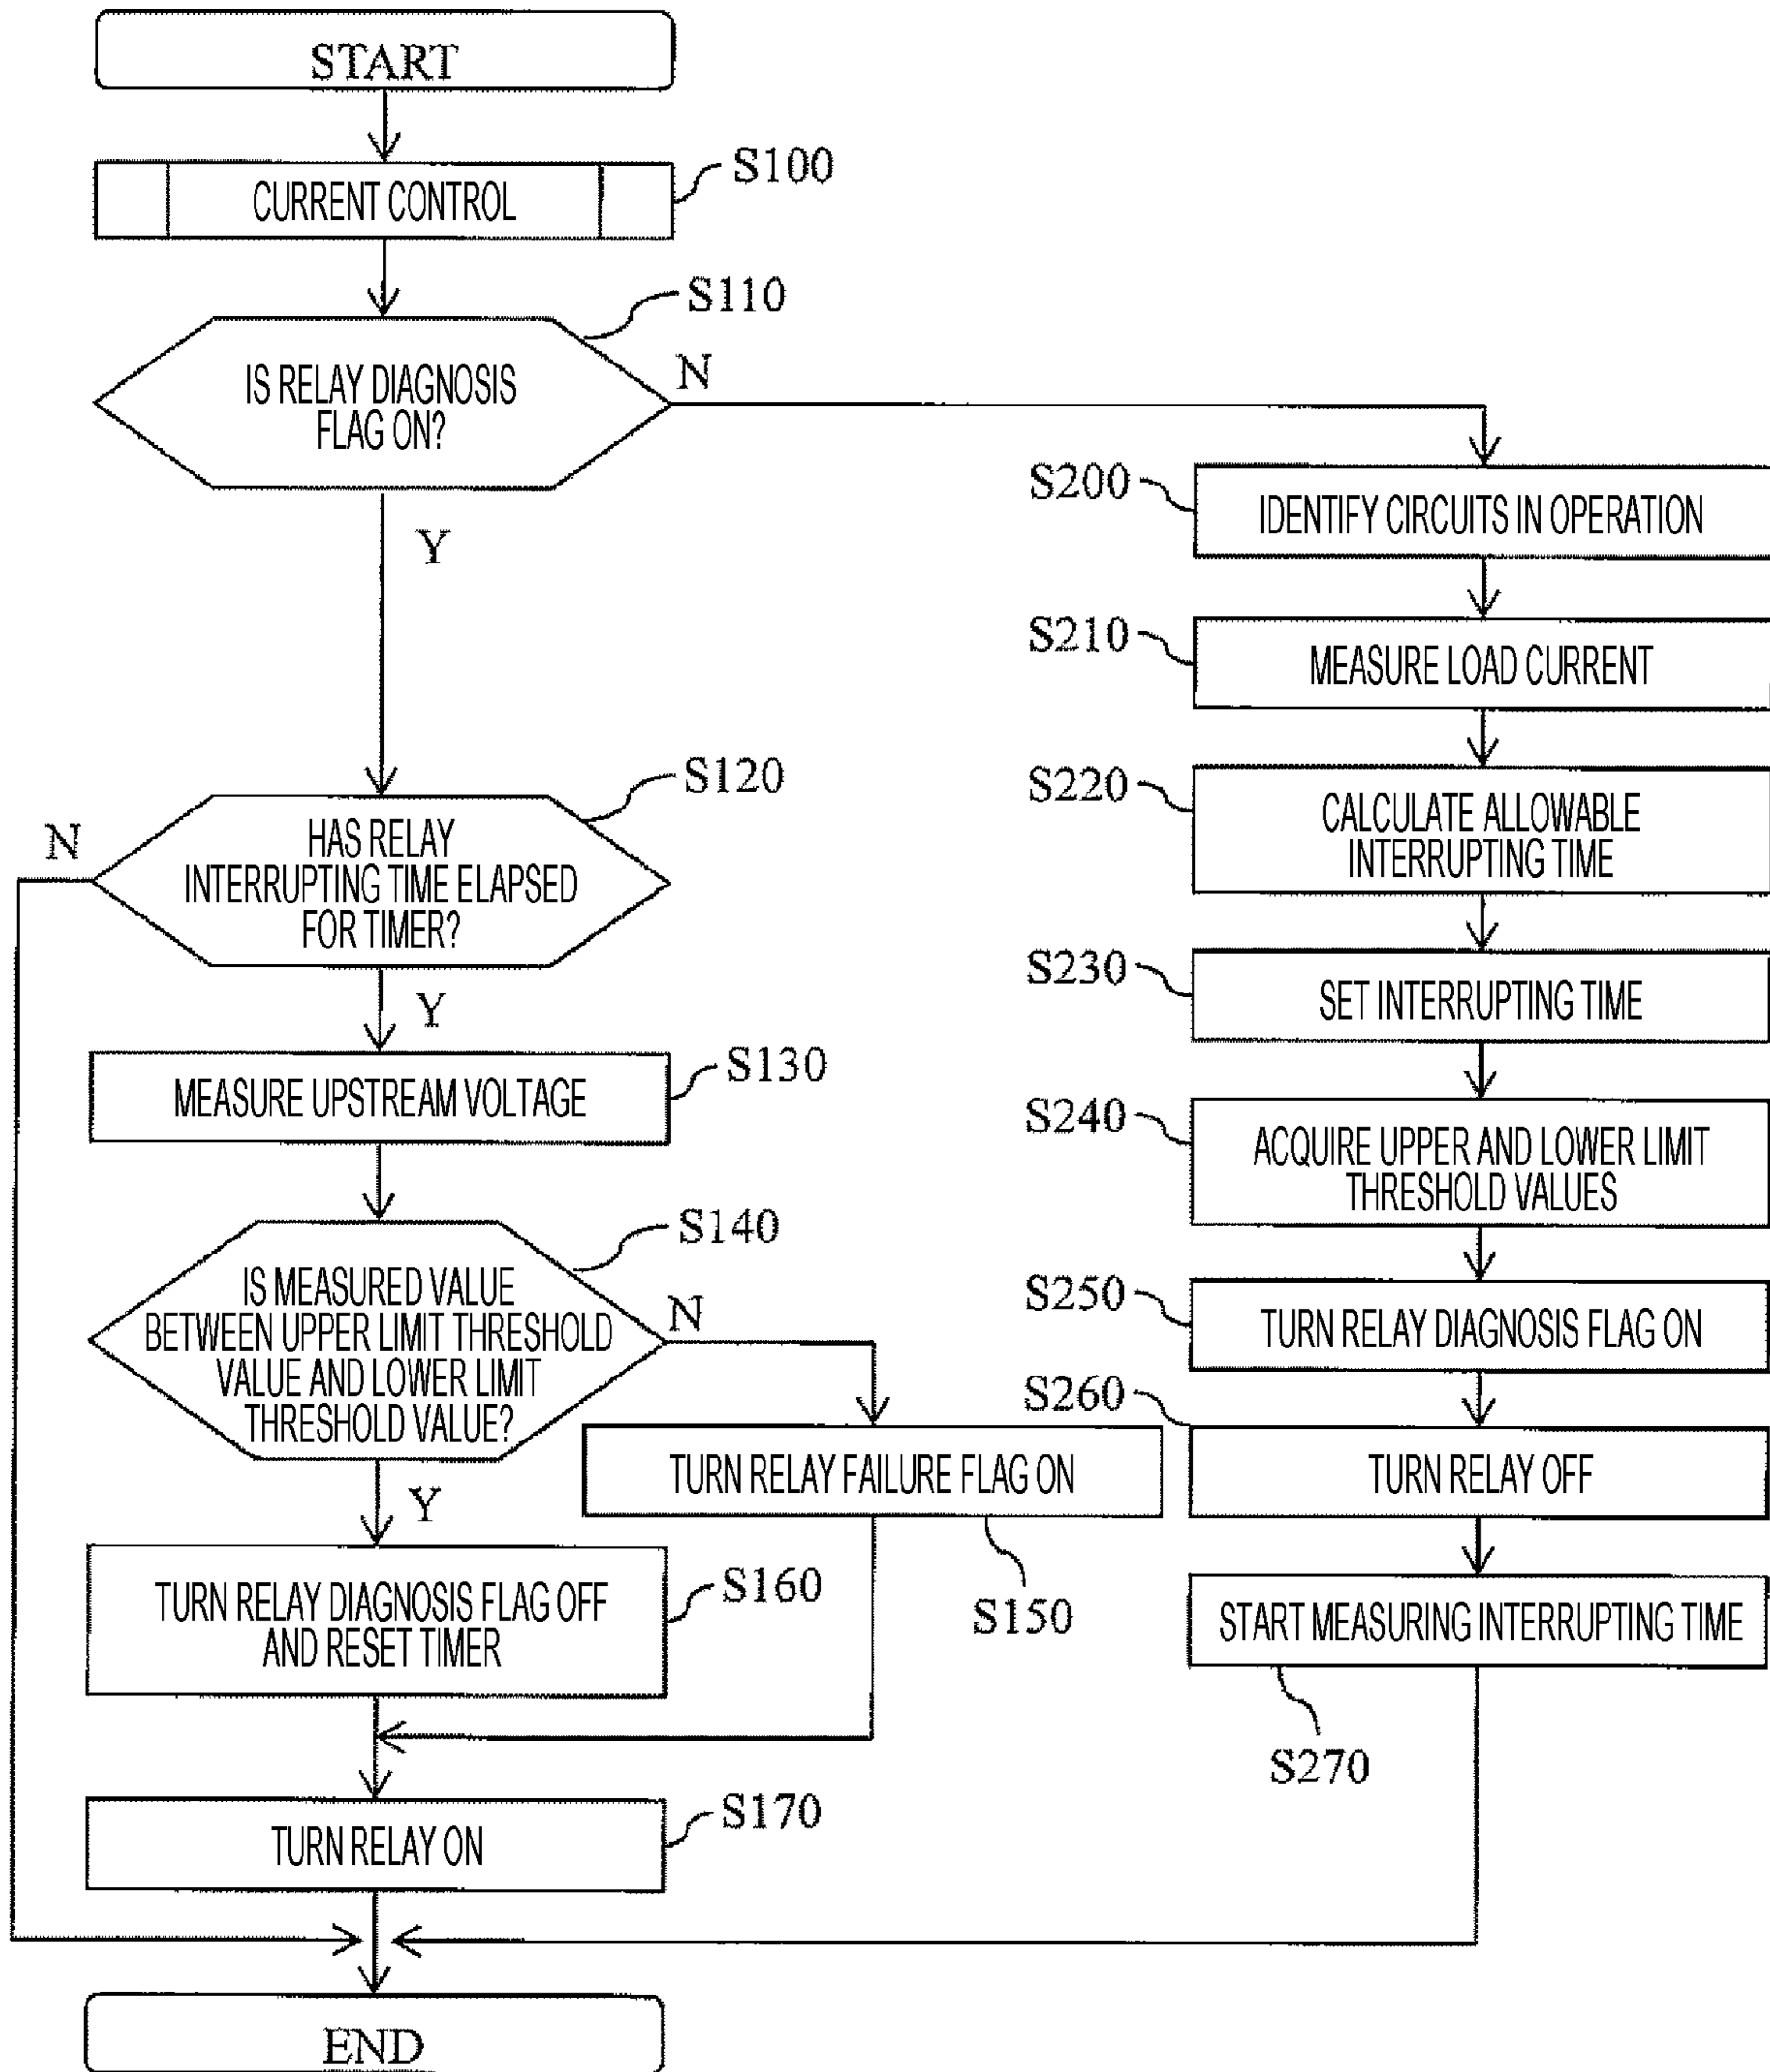 START
CURRENT CONTROL
S100
S110
IS RELAY DIAGNOSIS
FLAG ON?
N
Y
S120
HAS RELAY
INTERRUPTING TIME ELAPSED
FOR TIMER?
N
Y
MEASURE UPSTREAM VOLTAGE
S130
S140
IS MEASURED VALUE
BETWEEN UPPER LIMIT THRESHOLD
VALUE AND LOWER LIMIT
THRESHOLD VALUE?
N
Y
TURN RELAY FAILURE FLAG ON
S150
TURN RELAY DIAGNOSIS FLAG OFF
AND RESET TIMER
S160
TURN RELAY ON
S170
END
S200
IDENTIFY CIRCUITS IN OPERATION
S210
MEASURE LOAD CURRENT
S220
CALCULATE ALLOWABLE
INTERRUPTING TIME
S230
SET INTERRUPTING TIME
S240
ACQUIRE UPPER AND LOWER LIMIT
THRESHOLD VALUES
S250
TURN RELAY DIAGNOSIS FLAG ON
S260
TURN RELAY OFF
START MEASURING INTERRUPTING TIME
S270